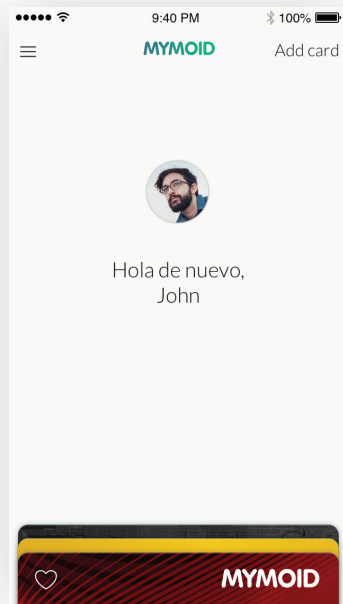 9:40 PM 100%
MYMOID Add card
Hola de nuevo,
John
MYMOID